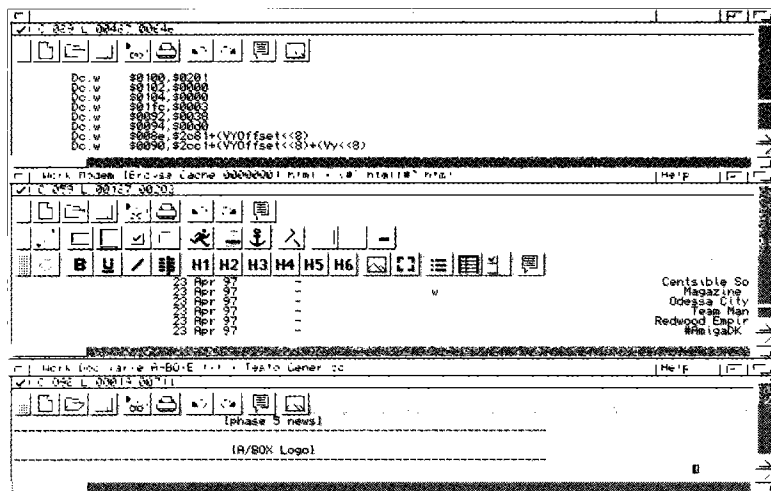 Dc.w $0100,$0201
Dc.w $0102,$0000
Dc.w $0104,$0000
Dc.w $01fc,$0003
Dc.w $0092,$0038
Dc.w $0094,$00d0
Dc.w $008e,$2c81+(VYOffset<<8)
Dc.w $0090,$2cc1+(VYOffset<<8)+(Vy<<8)
Help
B U / H1 H2 H3 H4 H5 H6
23 Apr 97 - Centsible So
23 Apr 97 - w Magazine
23 Apr 97 - Odessa City
23 Apr 97 - Team Man
23 Apr 97 - Redwood Empir
23 Apr 97 - #AmigaDK
Help
[phase 5 news]
[A/BOX Logo]